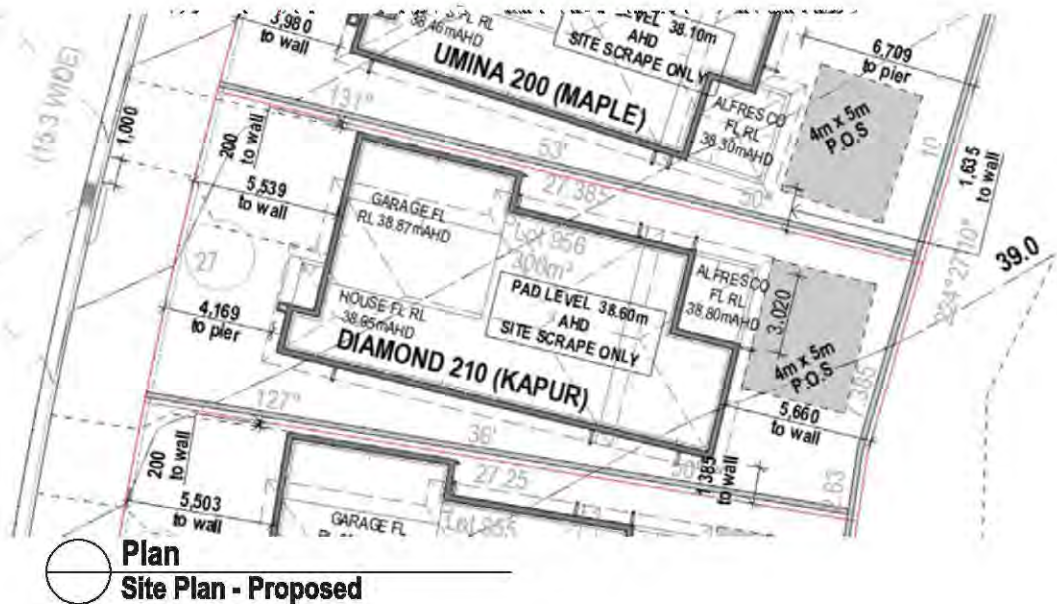 3,980
to wall
38.46mAHD
UMINA 200 (MAPLE)
38.10m
AHD
SITE SCRAPE ONLY
6,709
to pier
ALFRESCO
FL RL
38.30mAHD
4m x 5m
P.O.S
(15.3 WIDE)
1,000
200
to wall
131°
53'
27.385
50"
10
1,635
to wall
5,539
to wall
GARAGE FL
RL 38.87mAHD
Lot 956
300m²
27
PAD LEVEL 38.60m
AHD
SITE SCRAPE ONLY
ALFRESCO
FL RL
38.80mAHD
3,020
4m x 5m
P.O.S
39.0
224°27'10"
4,169
to pier
HOUSE FL RL
38.95mAHD
DIAMOND 210 (KAPUR)
5,660
to wall
127°
36'
27.25
1,385
to wall
200
to wall
5,503
to wall
GARAGE FL
Lot 955
Plan
Site Plan - Proposed